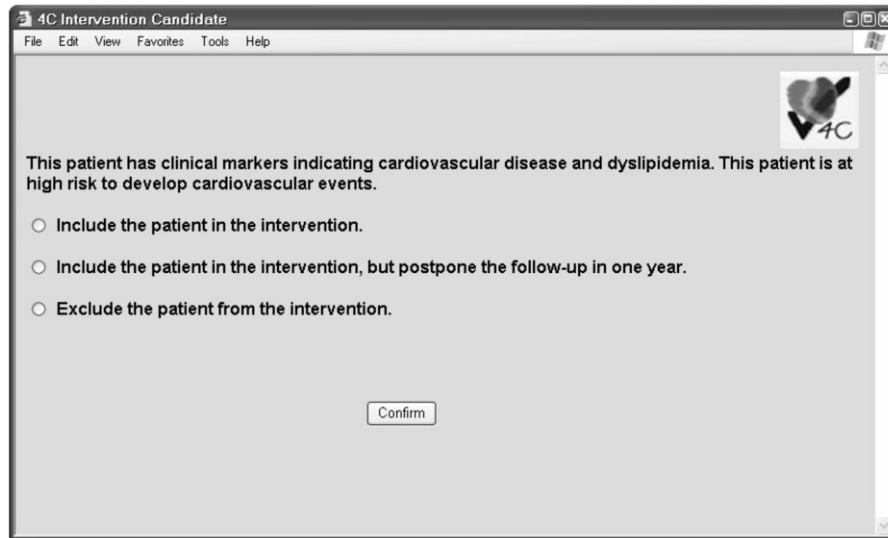 4C Intervention Candidate
File Edit View Favorites Tools Help
4C
This patient has clinical markers indicating cardiovascular disease and dyslipidemia. This patient is at
high risk to develop cardiovascular events.
Include the patient in the intervention.
Include the patient in the intervention, but postpone the follow-up in one year.
Exclude the patient from the intervention.
Confirm